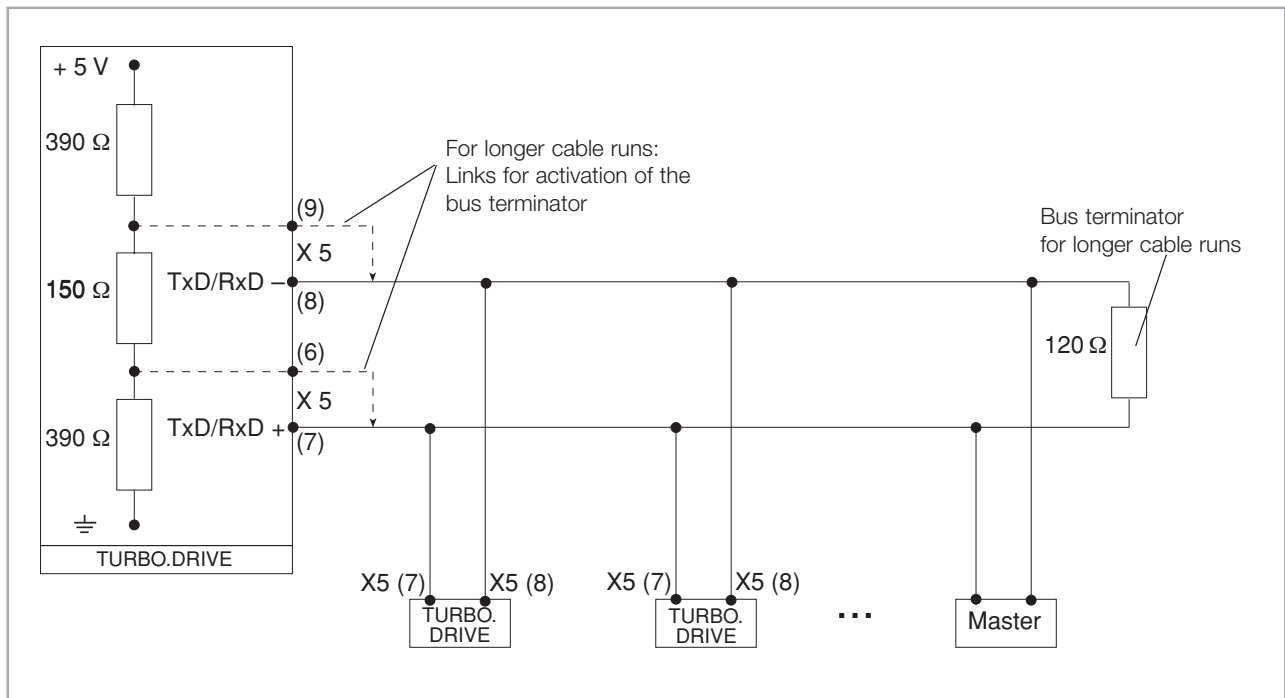 + 5 V
390 Ω
For longer cable runs:
Links for activation of the
bus terminator
(9)
X 5
Bus terminator
for longer cable runs
150 Ω
TxD/RxD –
(8)
(6)
120 Ω
X 5
390 Ω
TxD/RxD +
(7)
TURBO.DRIVE
X5 (7)
X5 (8)
X5 (7)
X5 (8)
TURBO.
DRIVE
TURBO.
DRIVE
...
Master